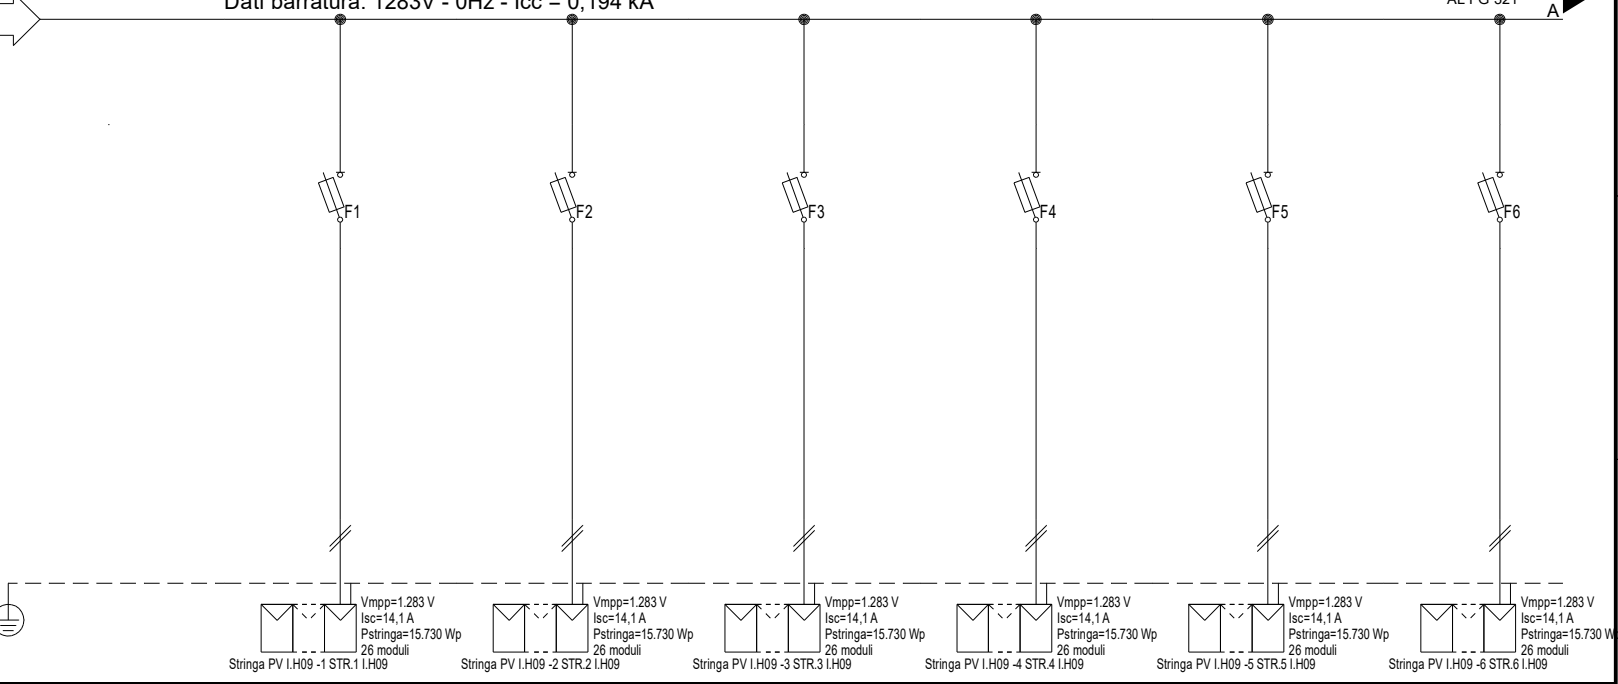 Dati barratura: 1283V - 0Hz - Icc = 0,194 kA
A
F1
F2
F3
F4
F5
F6
Vmpp=1.283 V
Isc=14,1 A
Pstringa=15.730 Wp
26 moduli
Stringa PV I.H09 -1 STR.1 I.H09
Vmpp=1.283 V
Isc=14,1 A
Pstringa=15.730 Wp
26 moduli
Stringa PV I.H09 -2 STR.2 I.H09
Vmpp=1.283 V
Isc=14,1 A
Pstringa=15.730 Wp
26 moduli
Stringa PV I.H09 -3 STR.3 I.H09
Vmpp=1.283 V
Isc=14,1 A
Pstringa=15.730 Wp
26 moduli
Stringa PV I.H09 -4 STR.4 I.H09
Vmpp=1.283 V
Isc=14,1 A
Pstringa=15.730 Wp
26 moduli
Stringa PV I.H09 -5 STR.5 I.H09
Vmpp=1.283 V
Isc=14,1 A
Pstringa=15.730 W
26 moduli
Stringa PV I.H09 -6 STR.6 I.H09